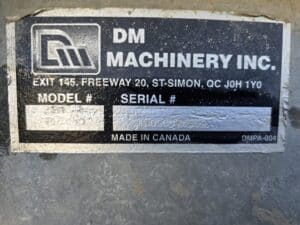 DM
MACHINERY INC.
EXIT 145, FREEWAY 20, ST-SIMON, QC J0H 1Y0
MODEL # SERIAL #
MADE IN CANADA DMPA-004